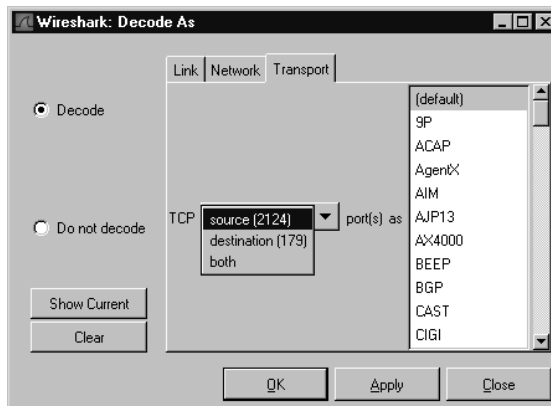 Wireshark: Decode As
Link Network Transport
Decode
Do not decode
Show Current
Clear
TCP
source (2124)
destination (179)
both
port(s) as
(default)
9P
ACAP
AgentX
AIM
AJP13
AX4000
BEEP
BGP
CAST
CIGI
OK
Apply
Close